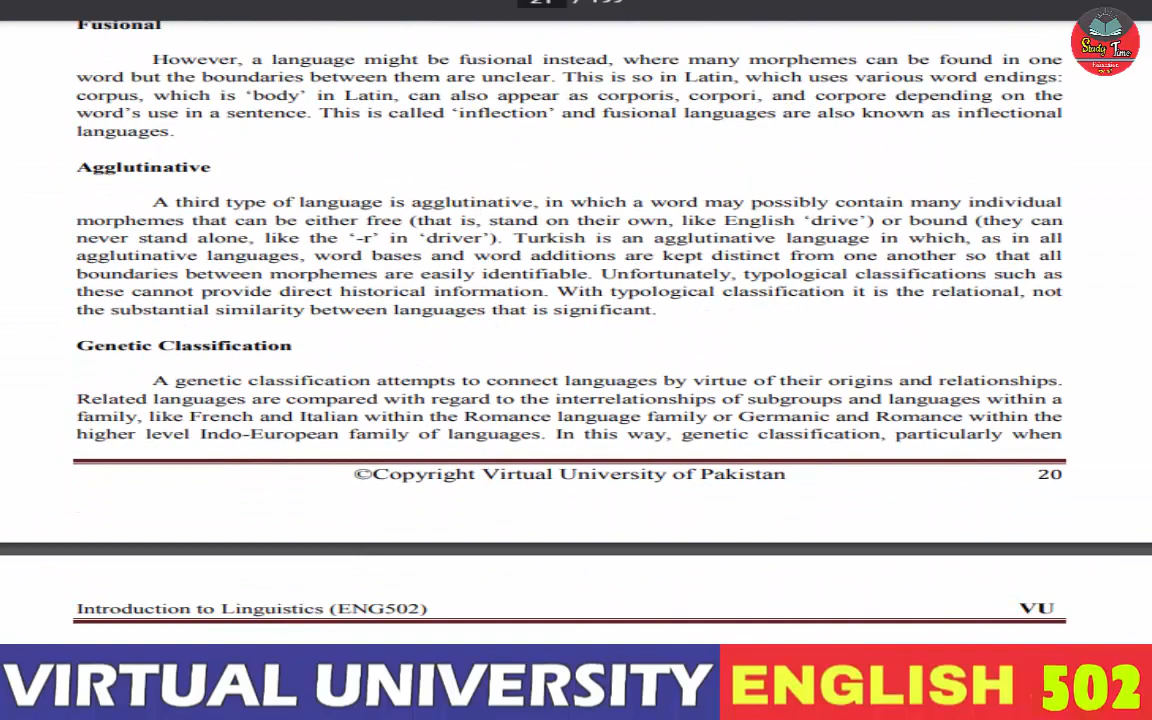 Fusional
However, a language might be fusional instead, where many morphemes can be found in one
word but the boundaries between them are unclear. This is so in Latin, which uses various word endings:
corpus, which is ‘body’ in Latin, can also appear as corporis, corpori, and corpore depending on the
word’s use in a sentence. This is called ‘inflection’ and fusional languages are also known as inflectional
languages.
Agglutinative
A third type of language is agglutinative, in which a word may possibly contain many individual
morphemes that can be either free (that is, stand on their own, like English ‘drive’) or bound (they can
never stand alone, like the ‘-r’ in ‘driver’). Turkish is an agglutinative language in which, as in all
agglutinative languages, word bases and word additions are kept distinct from one another so that all
boundaries between morphemes are easily identifiable. Unfortunately, typological classifications such as
these cannot provide direct historical information. With typological classification it is the relational, not
the substantial similarity between languages that is significant.
Genetic Classification
A genetic classification attempts to connect languages by virtue of their origins and relationships.
Related languages are compared with regard to the interrelationships of subgroups and languages within a
family, like French and Italian within the Romance language family or Germanic and Romance within the
higher level Indo-European family of languages. In this way, genetic classification, particularly when
©Copyright Virtual University of Pakistan 20
Introduction to Linguistics (ENG502) VU
VIRTUAL UNIVERSITY ENGLISH 502
Study Time